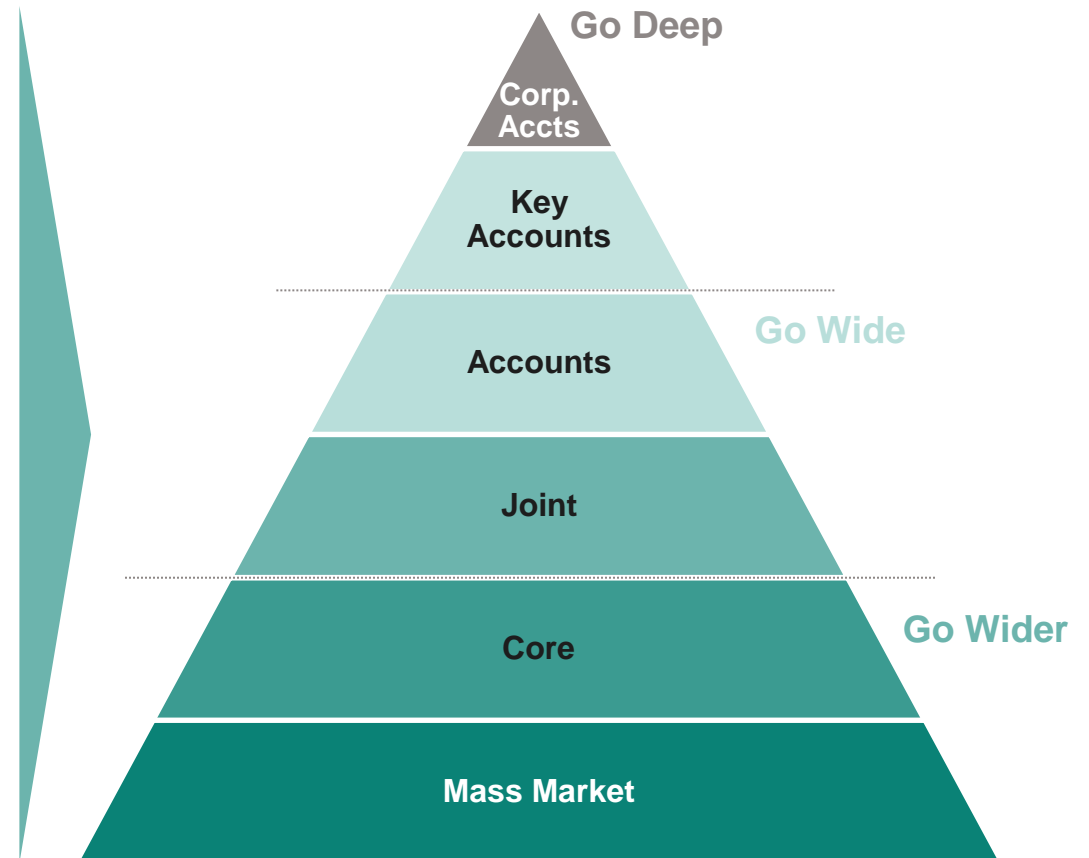 Go Deep
Corp.
Accts
Key
Accounts
Go Wide
Accounts
Joint
Go Wider
Core
Mass Market